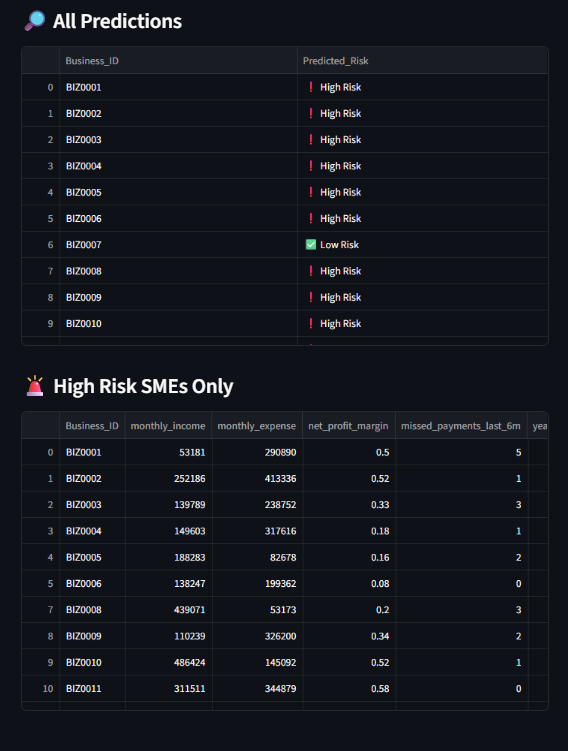 🔎 All Predictions
Business_ID Predicted_Risk
0 BIZ0001 ❗ High Risk
1 BIZ0002 ❗ High Risk
2 BIZ0003 ❗ High Risk
3 BIZ0004 ❗ High Risk
4 BIZ0005 ❗ High Risk
5 BIZ0006 ❗ High Risk
6 BIZ0007 ✅ Low Risk
7 BIZ0008 ❗ High Risk
8 BIZ0009 ❗ High Risk
9 BIZ0010 ❗ High Risk
🚨 High Risk SMEs Only
Business_ID monthly_income monthly_expense net_profit_margin missed_payments_last_6m yea
0 BIZ0001 53181 290890 0.5 5
1 BIZ0002 252186 413336 0.52 1
2 BIZ0003 139789 238752 0.33 3
3 BIZ0004 149603 317616 0.18 1
4 BIZ0005 188283 82678 0.16 2
5 BIZ0006 138247 199362 0.08 0
7 BIZ0008 439071 53173 0.2 3
8 BIZ0009 110239 326200 0.34 2
9 BIZ0010 486424 145092 0.52 1
10 BIZ0011 311511 344879 0.58 0